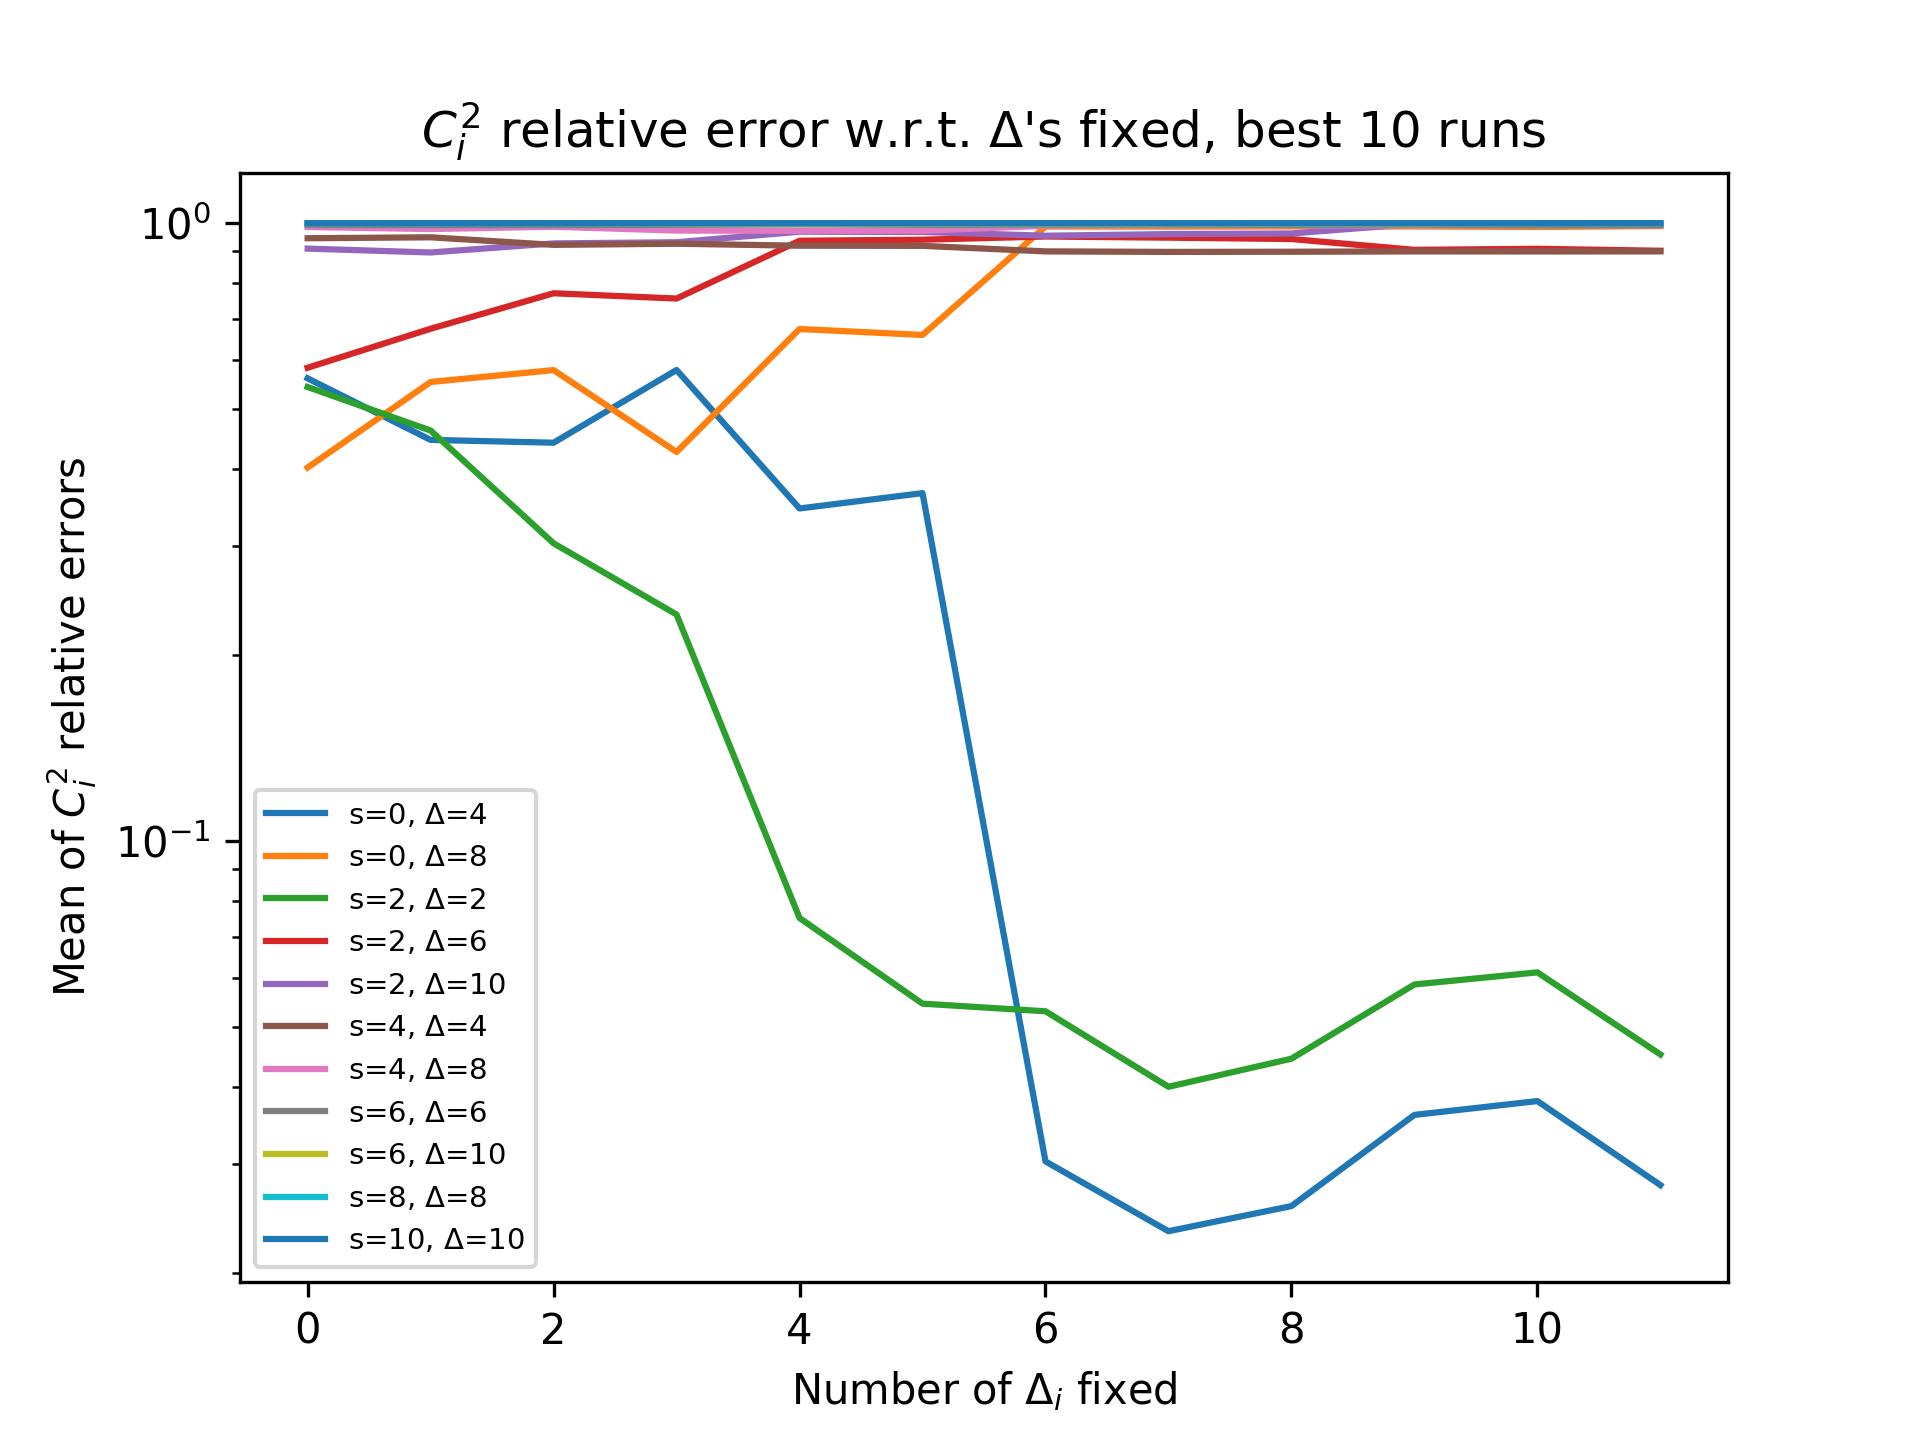 $C_i^2$ relative error w.r.t. Δ's fixed, best 10 runs
Mean of $C_i^2$ relative errors
10⁰
10⁻¹
s=0, Δ=4
s=0, Δ=8
s=2, Δ=2
s=2, Δ=6
s=2, Δ=10
s=4, Δ=4
s=4, Δ=8
s=6, Δ=6
s=6, Δ=10
s=8, Δ=8
s=10, Δ=10
0 2 4 6 8 10
Number of $Δ_i$ fixed